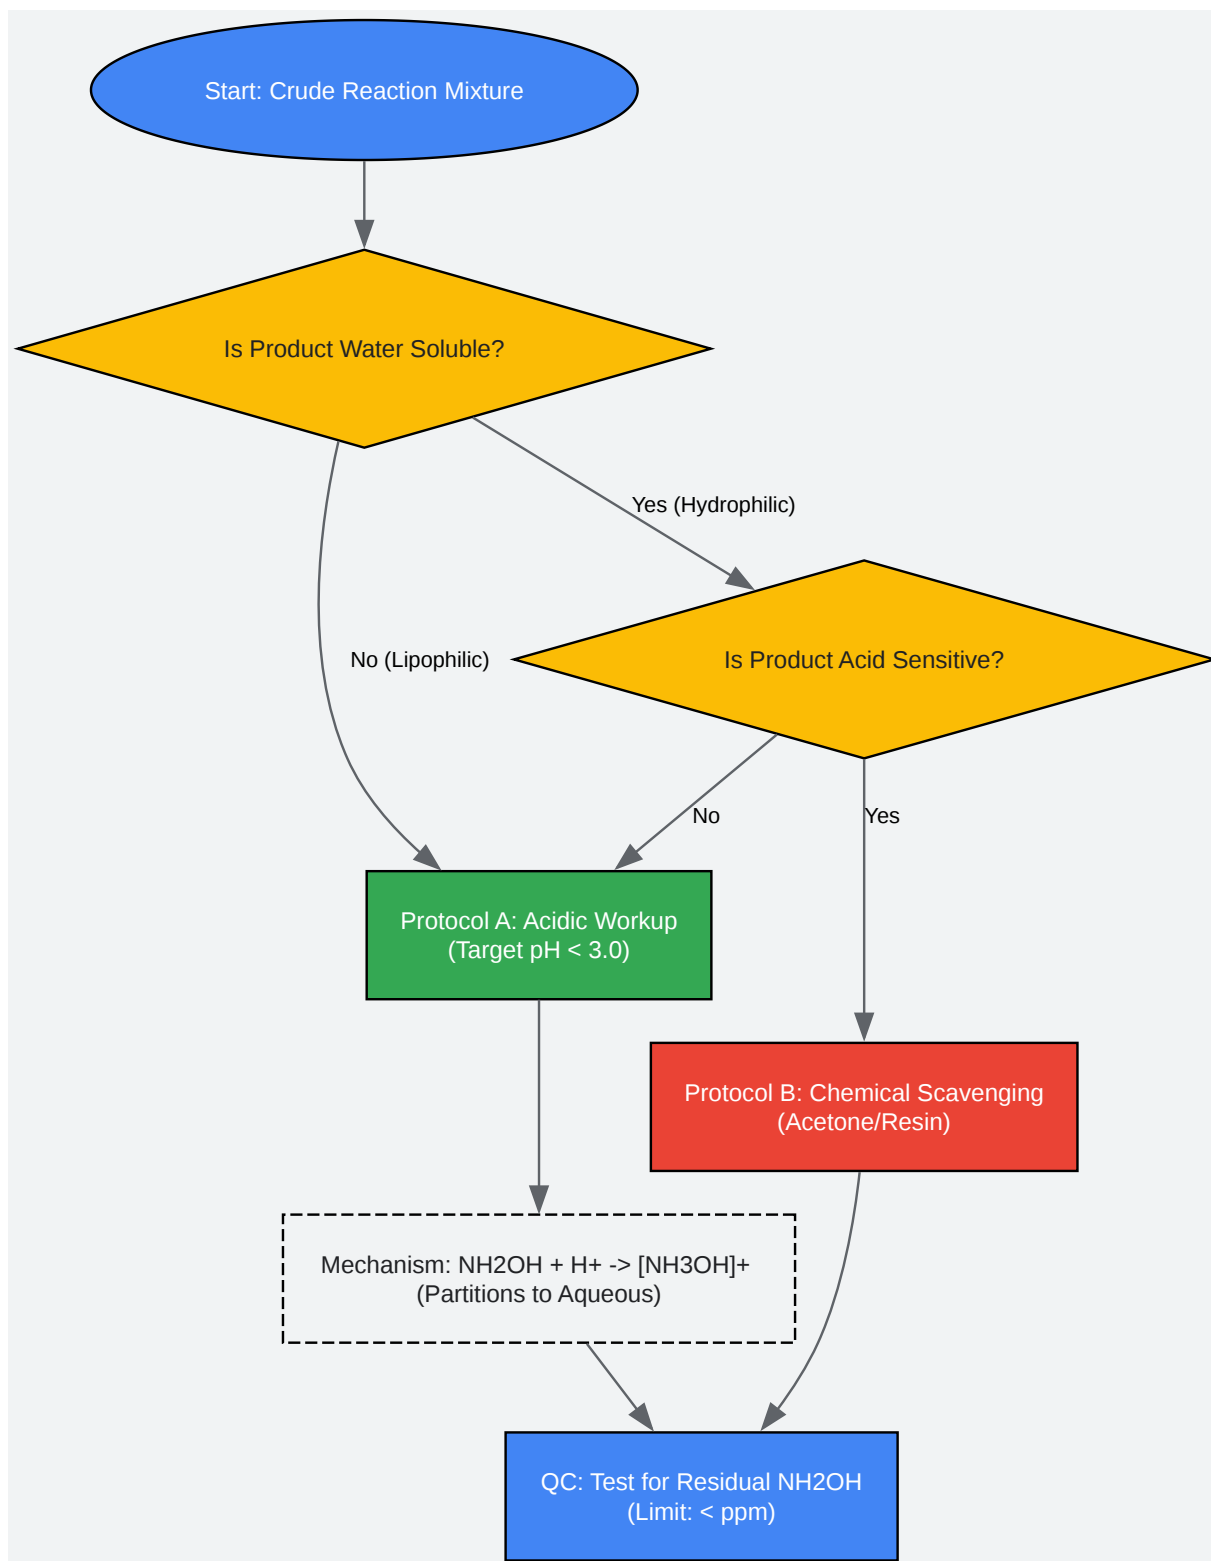 Start: Crude Reaction Mixture
Is Product Water Soluble?
Yes (Hydrophilic)
No (Lipophilic)
Is Product Acid Sensitive?
No
Yes
Protocol A: Acidic Workup
(Target pH < 3.0)
Protocol B: Chemical Scavenging
(Acetone/Resin)
Mechanism: NH2OH + H+ -> [NH3OH]+
(Partitions to Aqueous)
QC: Test for Residual NH2OH
(Limit: < ppm)